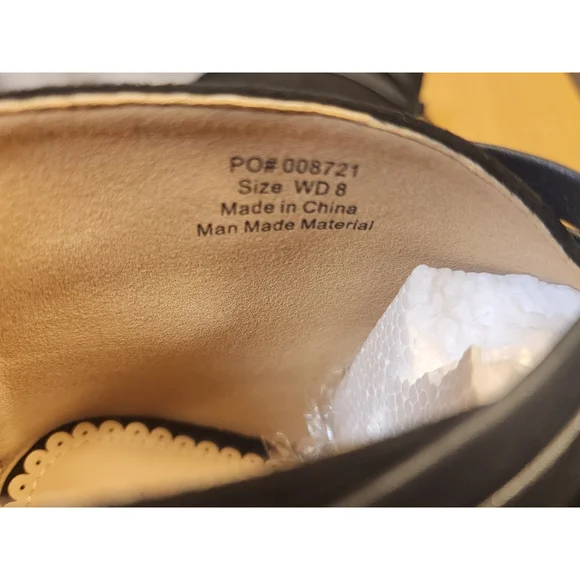 PO# 008721
Size WD 8
Made in China
Man Made Material